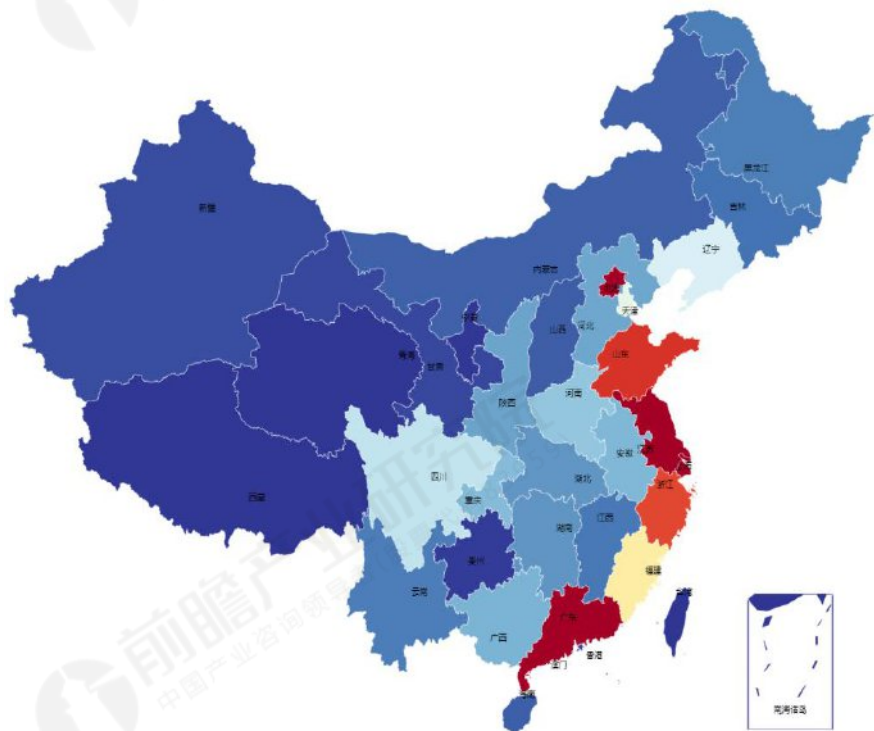 黑龙江
吉林
新疆
辽宁
内蒙古
北京
天津
宁夏
山西
河北
青海
甘肃
山东
陕西
河南
江苏
安徽
四川
上海
湖北
西藏
重庆
浙江
江西
湖南
贵州
福建
云南
台湾
广东
广西
香港
澳门
海南
南海诸岛
前瞻产业研究院
中国产业咨询领导者